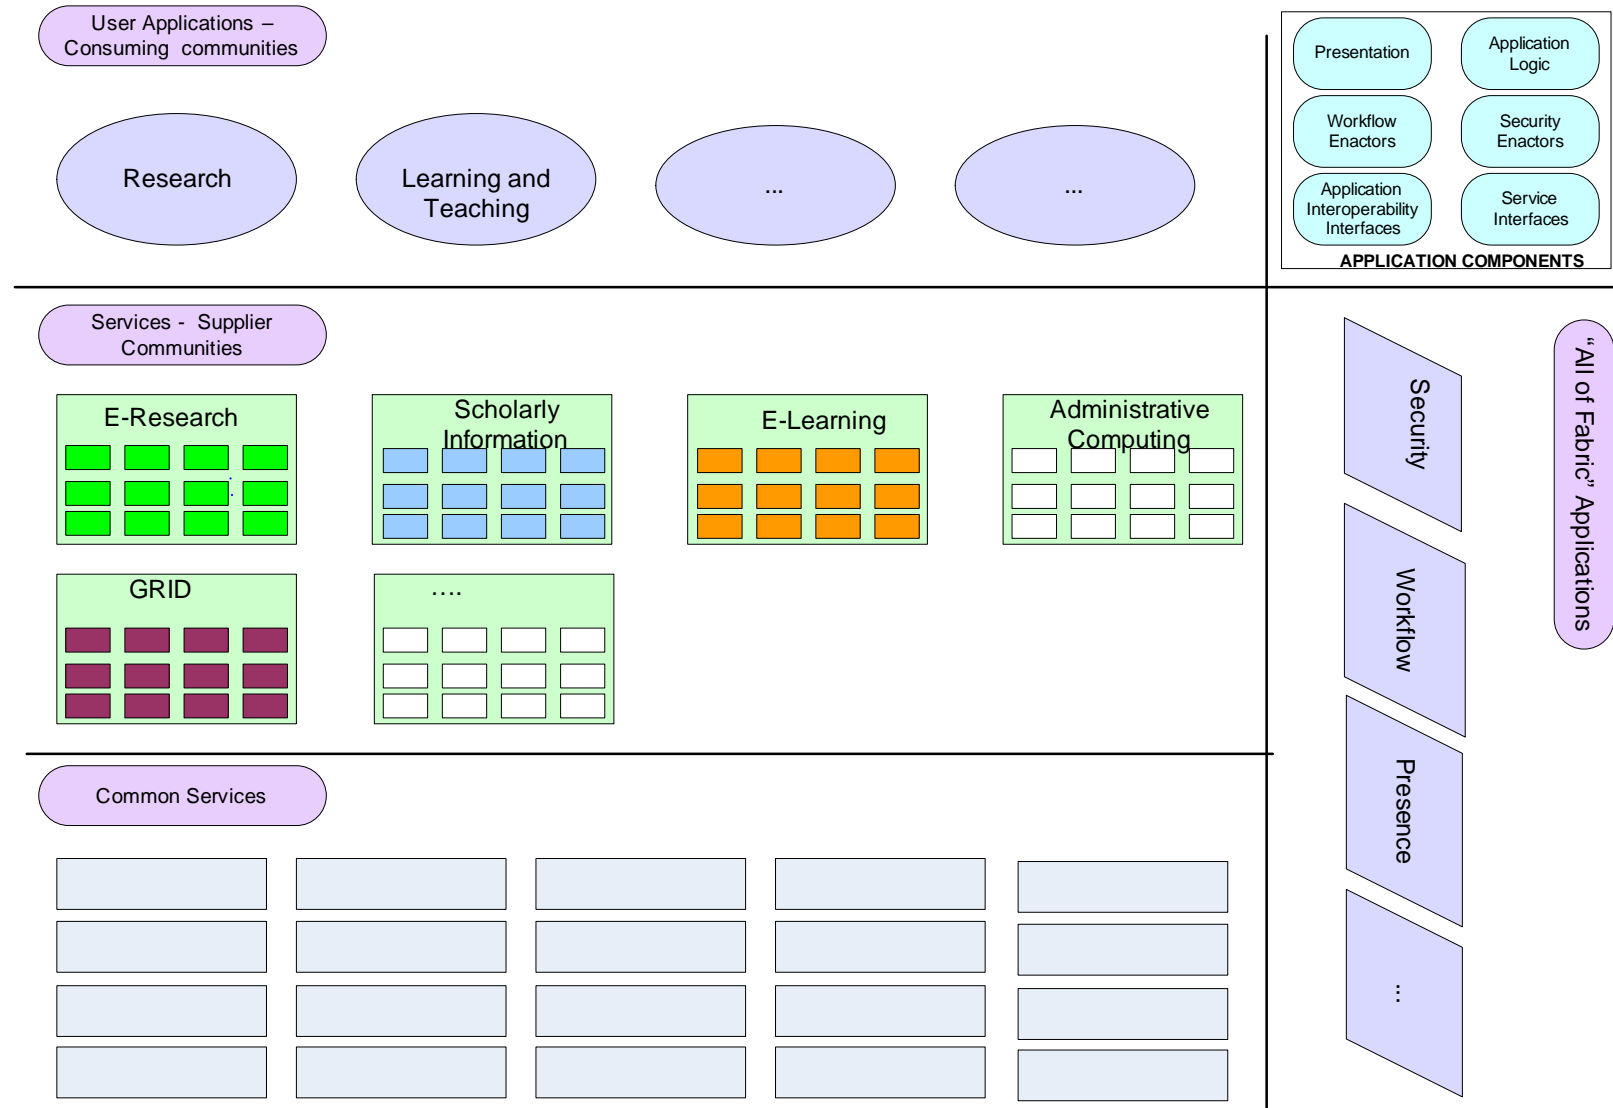 User Applications –
Consuming communities
Research
Learning and
Teaching
...
...
Presentation
Application
Logic
Workflow
Enactors
Security
Enactors
Application
Interoperability
Interfaces
Service
Interfaces
APPLICATION COMPONENTS
Services - Supplier
Communities
E-Research
Scholarly
Information
E-Learning
Administrative
Computing
GRID
....
Common Services
Security
Workflow
Presence
...
“All of Fabric” Applications